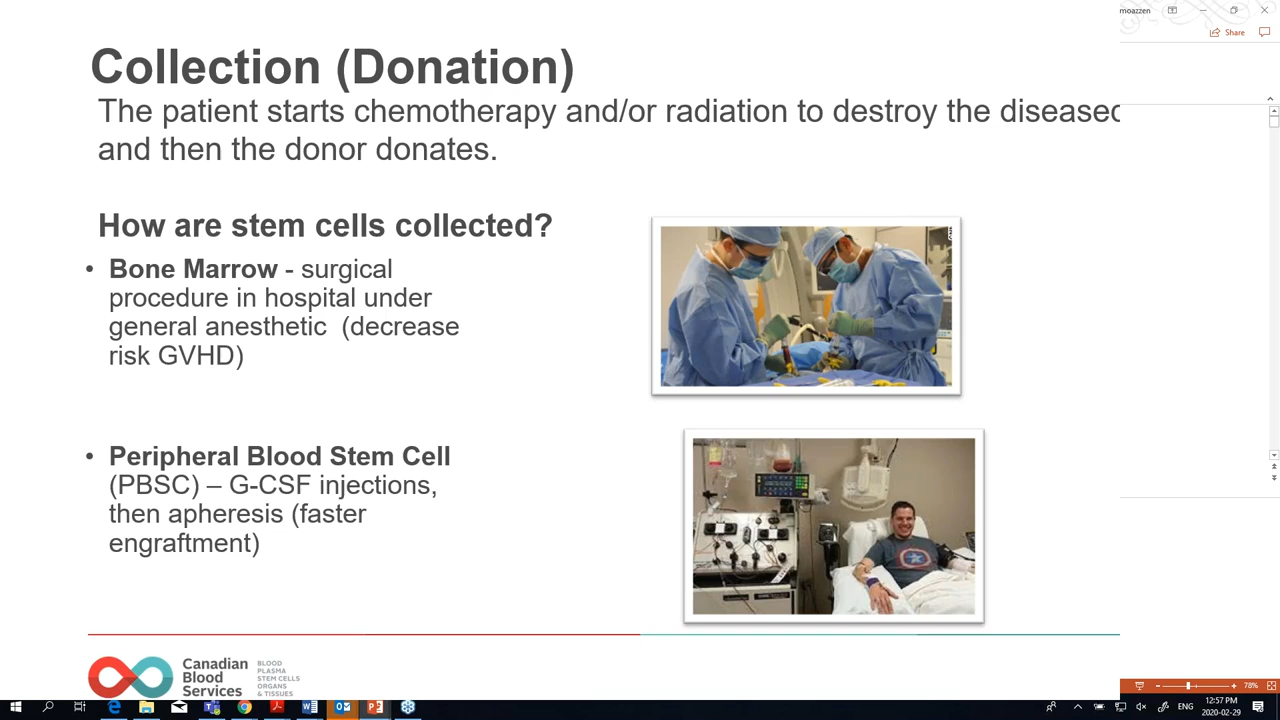 moazzen
Share
Collection (Donation)
The patient starts chemotherapy and/or radiation to destroy the diseased
and then the donor donates.
How are stem cells collected?
• Bone Marrow - surgical
procedure in hospital under
general anesthetic (decrease
risk GVHD)
• Peripheral Blood Stem Cell
(PBSC) – G-CSF injections,
then apheresis (faster
engraftment)
Canadian
Blood
Services
BLOOD
PLASMA
STEM CELLS
ORGANS
& TISSUES
78%
ENG
12:57 PM
2020-02-29